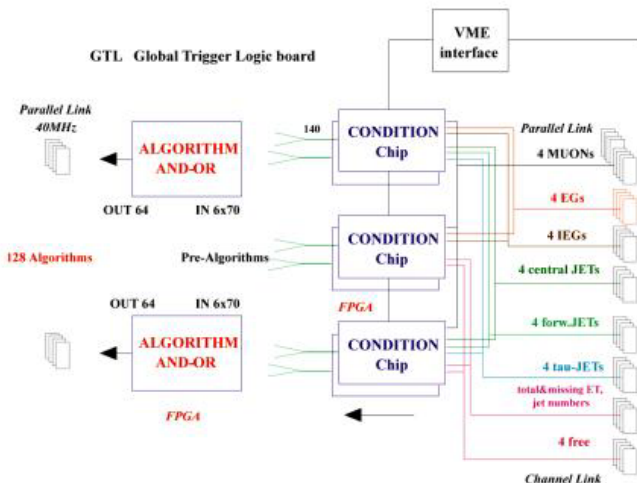 VME
interface
GTL Global Trigger Logic board
Parallel Link
40MHz
ALGORITHM
AND-OR
OUT 64 IN 6x70
140
CONDITION
Chip
Parallel Link
4 MUONs
4 EGs
4 IEGs
128 Algorithms
Pre-Algorithms
CONDITION
Chip
4 central JETs
OUT 64 IN 6x70
FPGA
ALGORITHM
AND-OR
CONDITION
Chip
4 forw.JETs
4 tau-JETs
total&missing ET,
jet numbers
FPGA
4 free
Channel Link